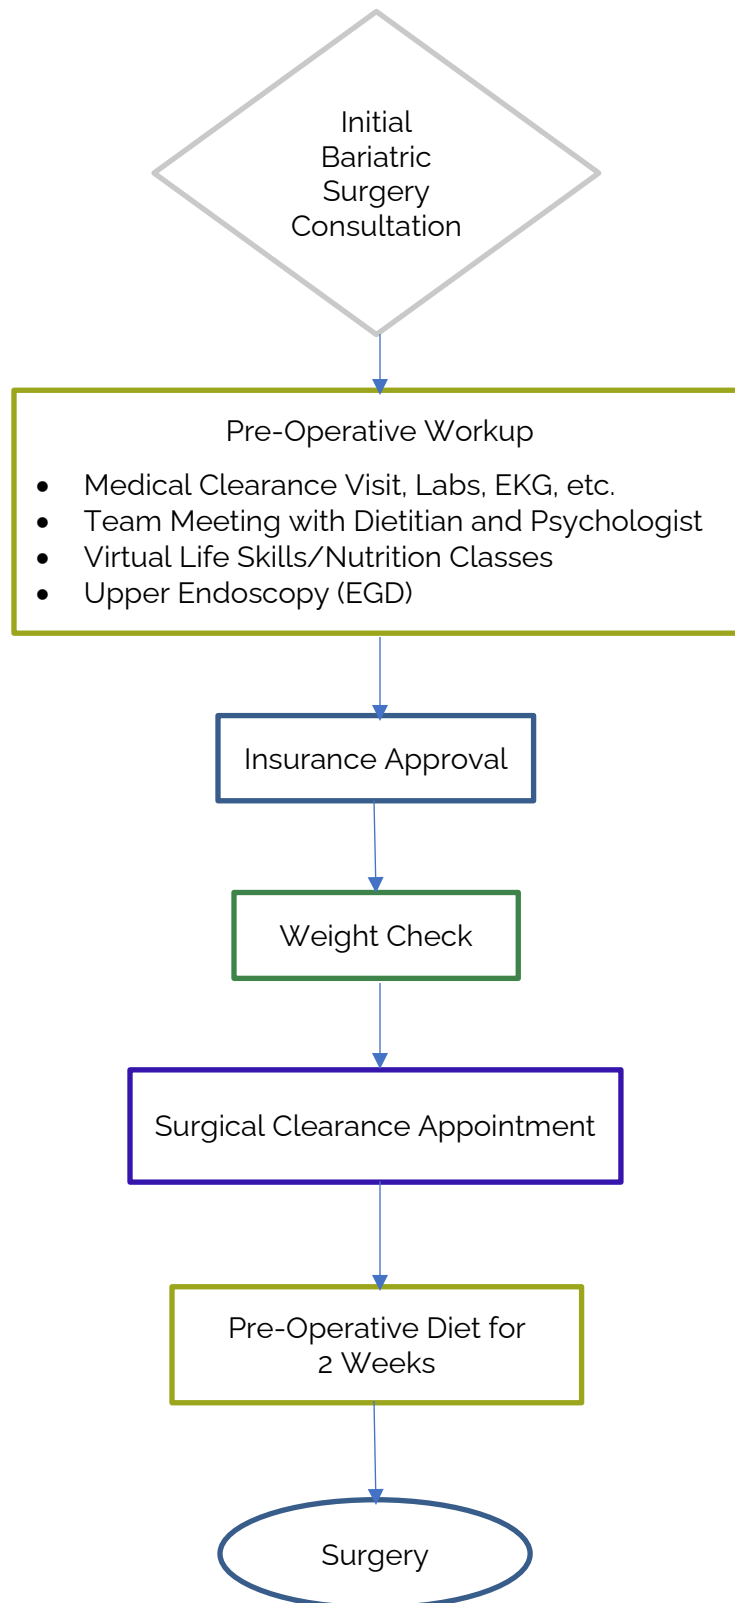 Initial
Bariatric
Surgery
Consultation
Pre-Operative Workup
• Medical Clearance Visit, Labs, EKG, etc.
• Team Meeting with Dietitian and Psychologist
• Virtual Life Skills/Nutrition Classes
• Upper Endoscopy (EGD)
Insurance Approval
Weight Check
Surgical Clearance Appointment
Pre-Operative Diet for
2 Weeks
Surgery